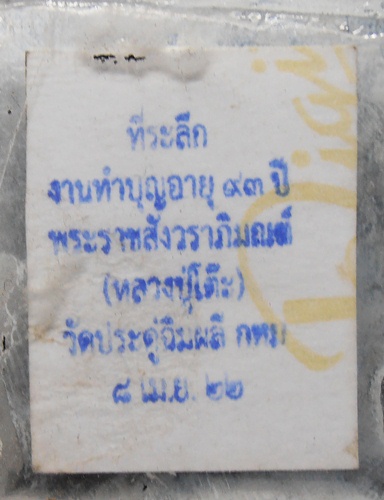 ที่ระลึก
งานทำบุญอายุ ๙๓ ปี
พระราชสังวราภิมณฑ์
(หลวงปู่โต๊ะ)
วัดประดู่ฉิมพลี กทม
๘ เม.ย. ๒๒